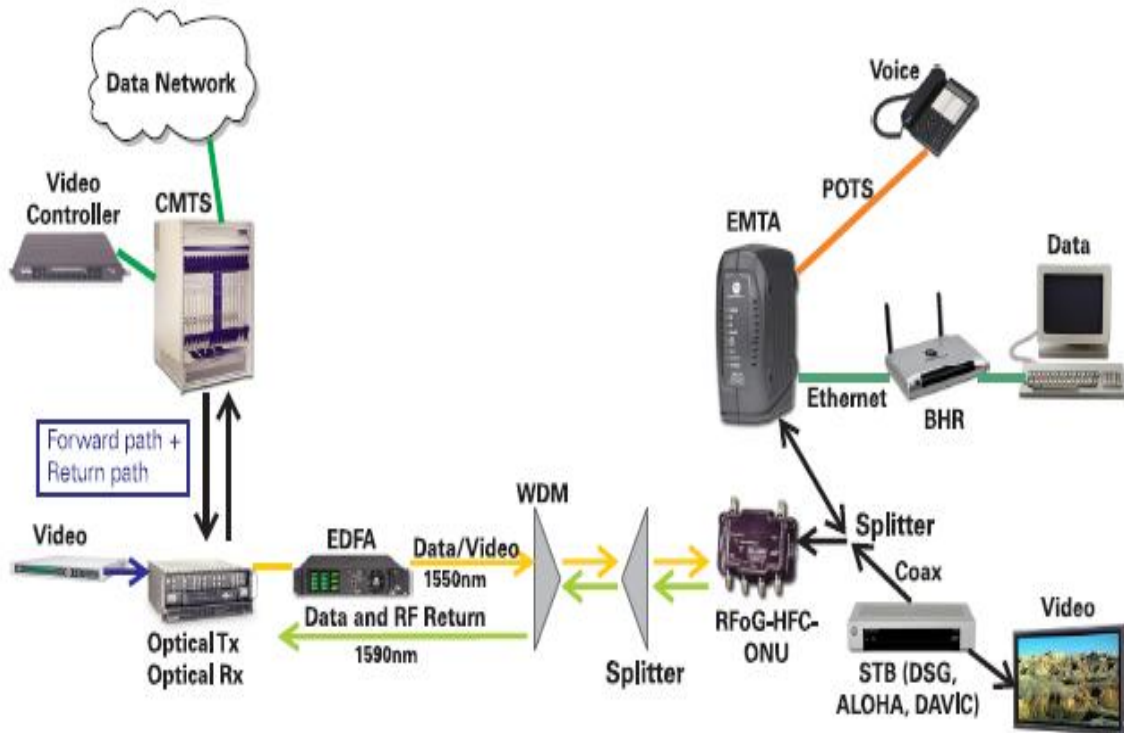 Data Network
Video
Controller
CMTS
Forward path +
Return path
Video
Optical Tx
Optical Rx
EDFA
Data/Video
1550nm
Data and RF Return
1590nm
WDM
Splitter
RFoG-HFC-
ONU
Voice
POTS
EMTA
Data
Ethernet
BHR
Splitter
Coax
STB (DSG,
ALOHA, DAVIC)
Video